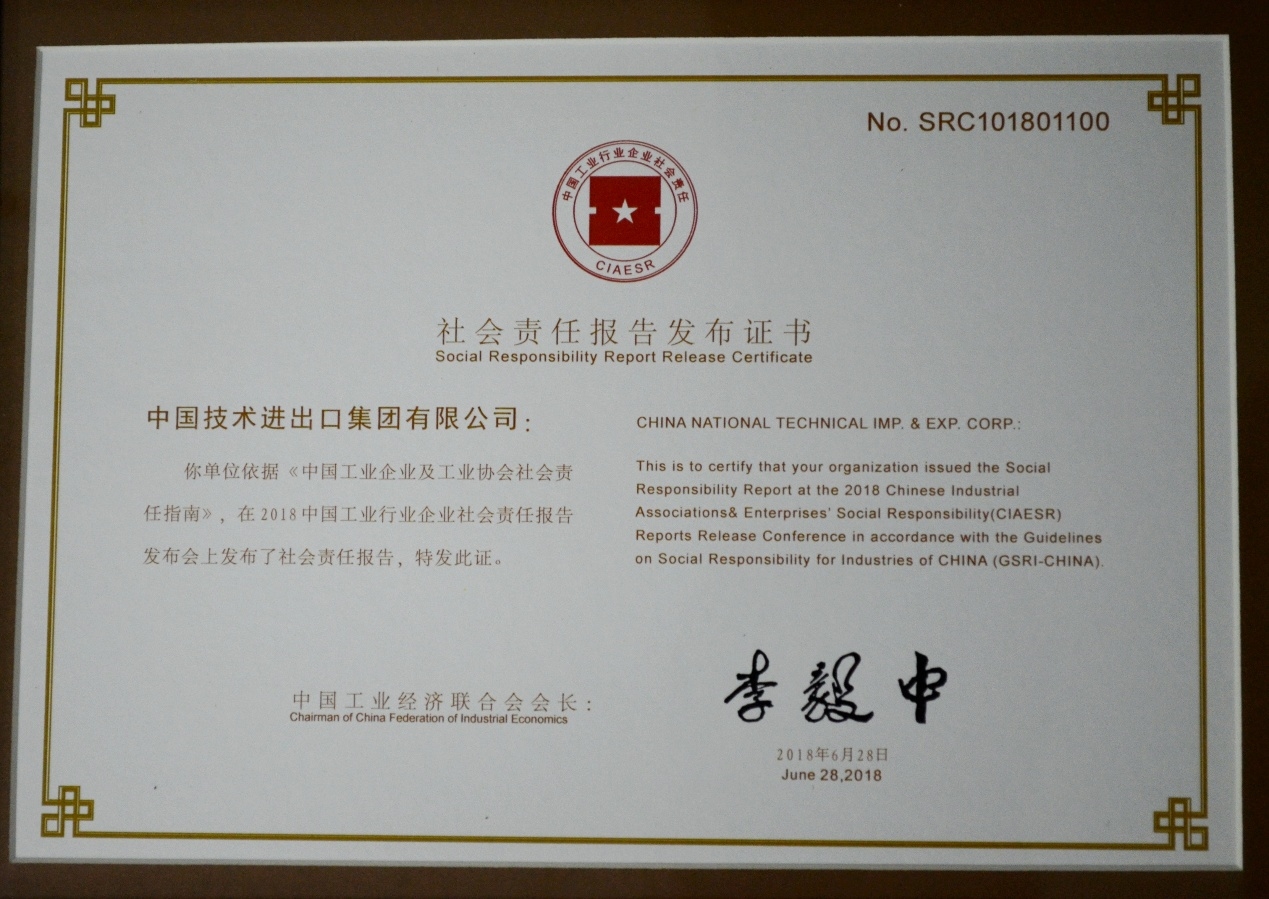 No. SRC101801100
中国工业行业企业社会责任
CIAESR
社会责任报告发布证书
Social Responsibility Report Release Certificate
中国技术进出口集团有限公司：
你单位依据《中国工业企业及工业协会社会责
任指南》，在2018中国工业行业企业社会责任报告
发布会上发布了社会责任报告，特发此证。
CHINA NATIONAL TECHNICAL IMP. & EXP. CORP.:
This is to certify that your organization issued the Social
Responsibility Report at the 2018 Chinese Industrial
Associations& Enterprises' Social Responsibility(CIAESR)
Reports Release Conference in accordance with the Guidelines
on Social Responsibility for Industries of CHINA (GSRI-CHINA).
中国工业经济联合会会长：
Chairman of China Federation of Industrial Economics
李毅中
2018年6月28日
June 28,2018